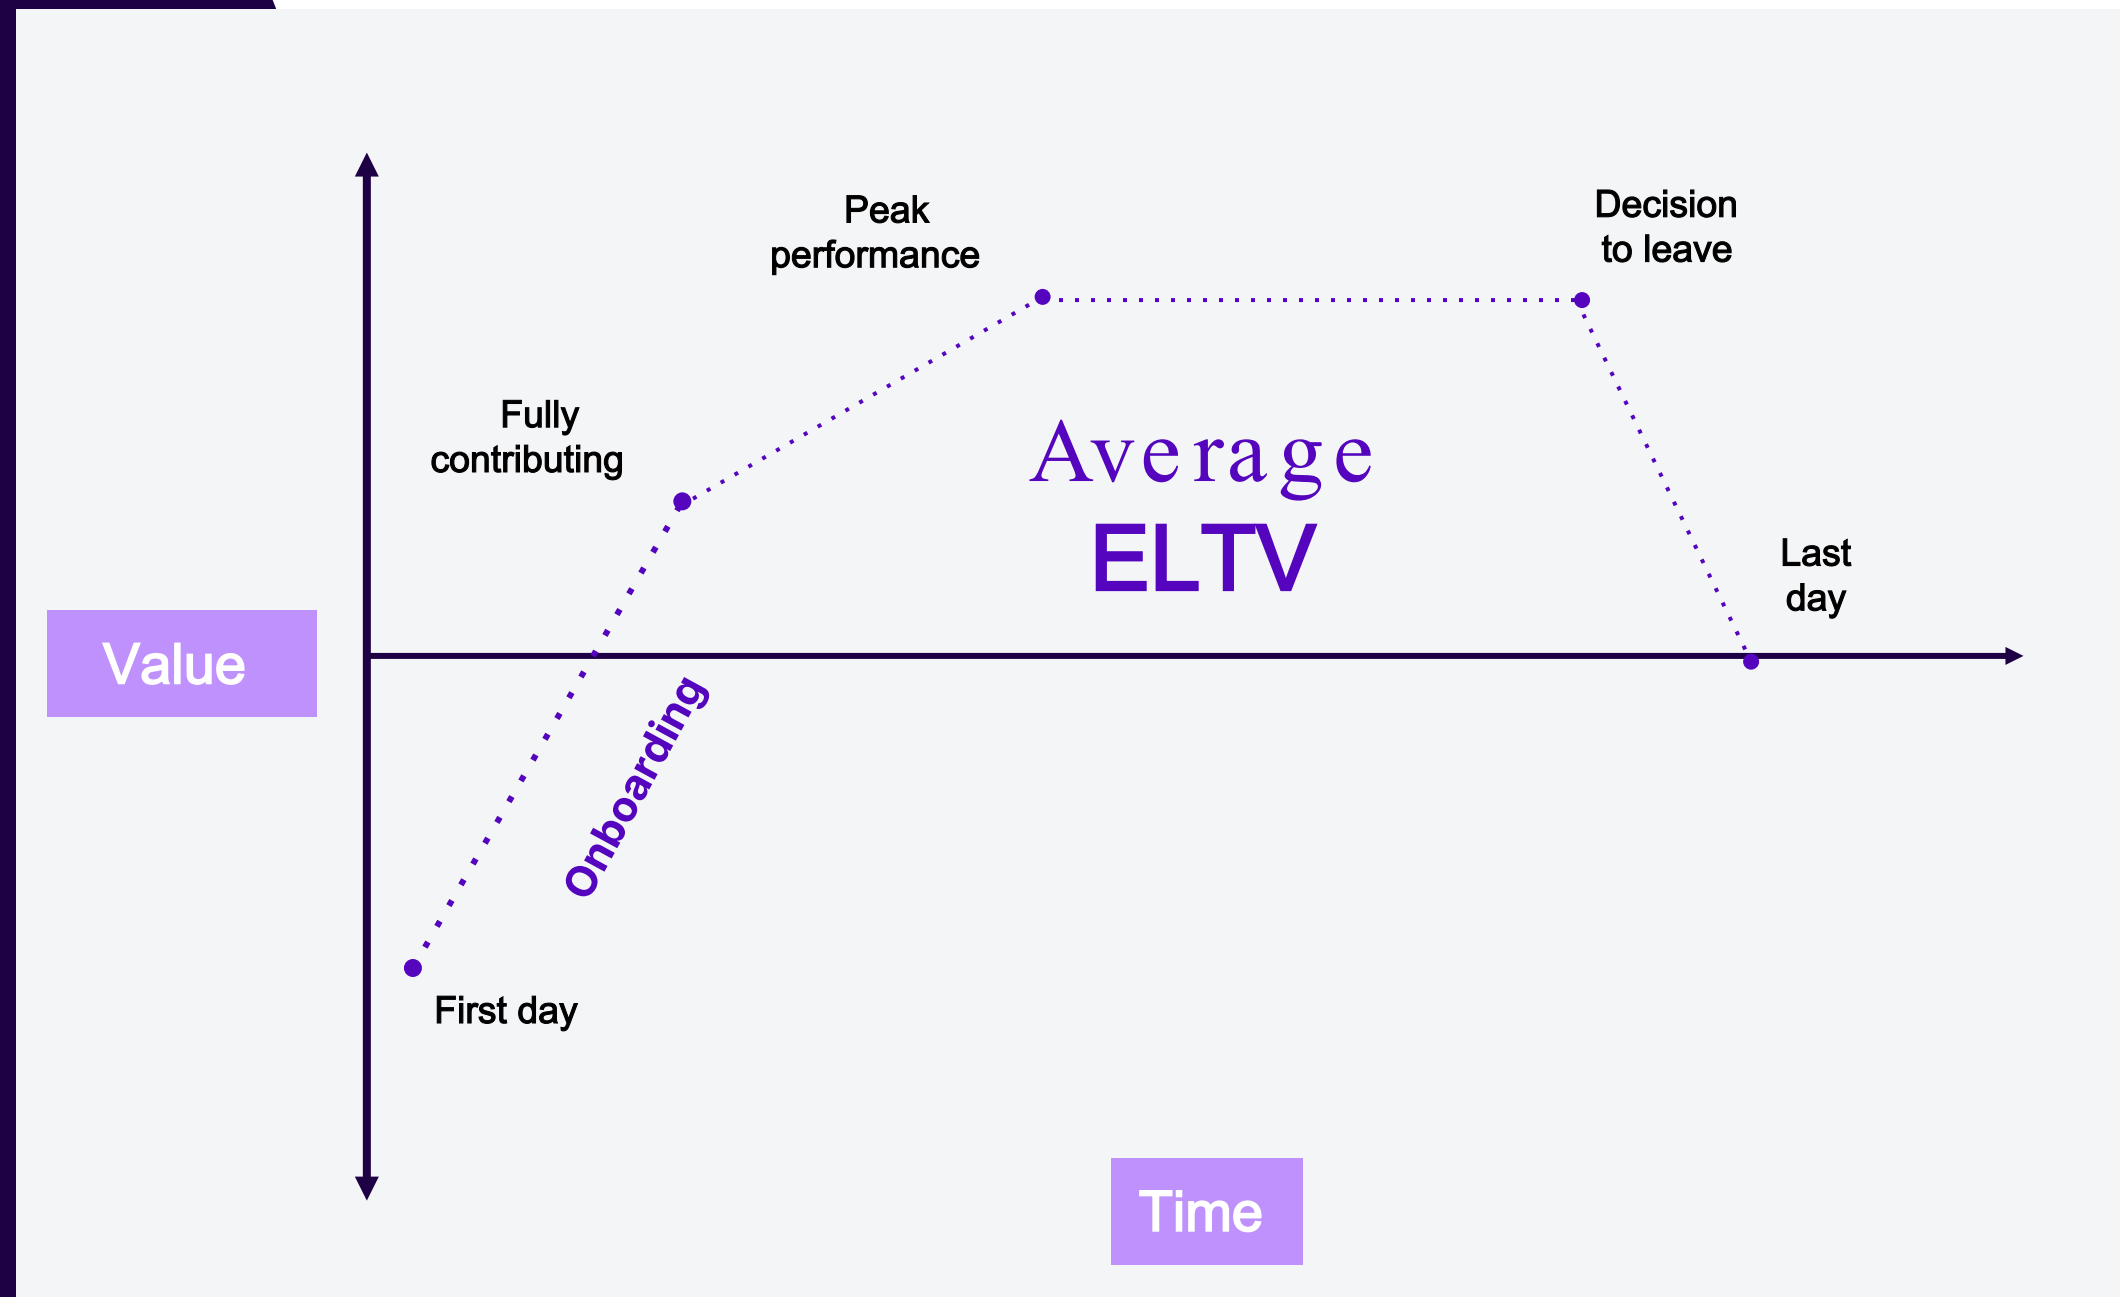 Peak
performance
Decision
to leave
Fully
contributing
Average
ELTV
Last
day
Value
Onboarding
First day
Time